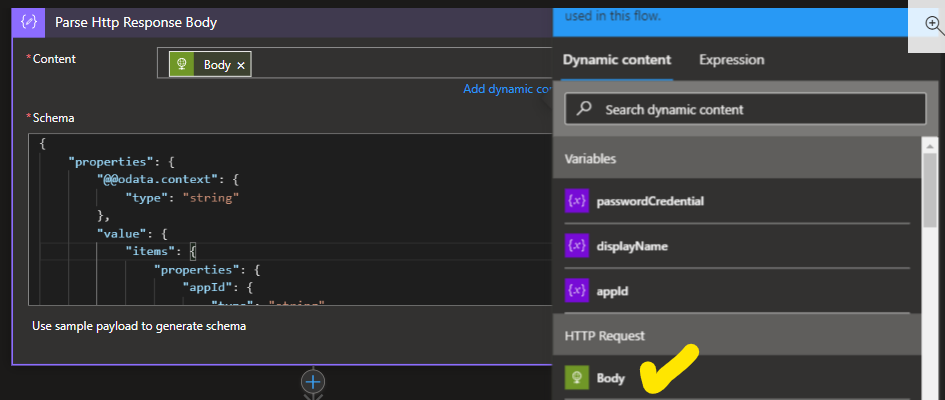 Parse Http Response Body
*Content
Body ×
Add dynamic co
*Schema
{
"properties": {
"@@odata.context": {
"type": "string"
},
"value": {
"items": {
"properties": {
"appId": {
"type": "string"
Use sample payload to generate schema
used in this flow.
Dynamic content Expression
Search dynamic content
Variables
{x} passwordCredential
{x} displayName
{x} appId
HTTP Request
Body